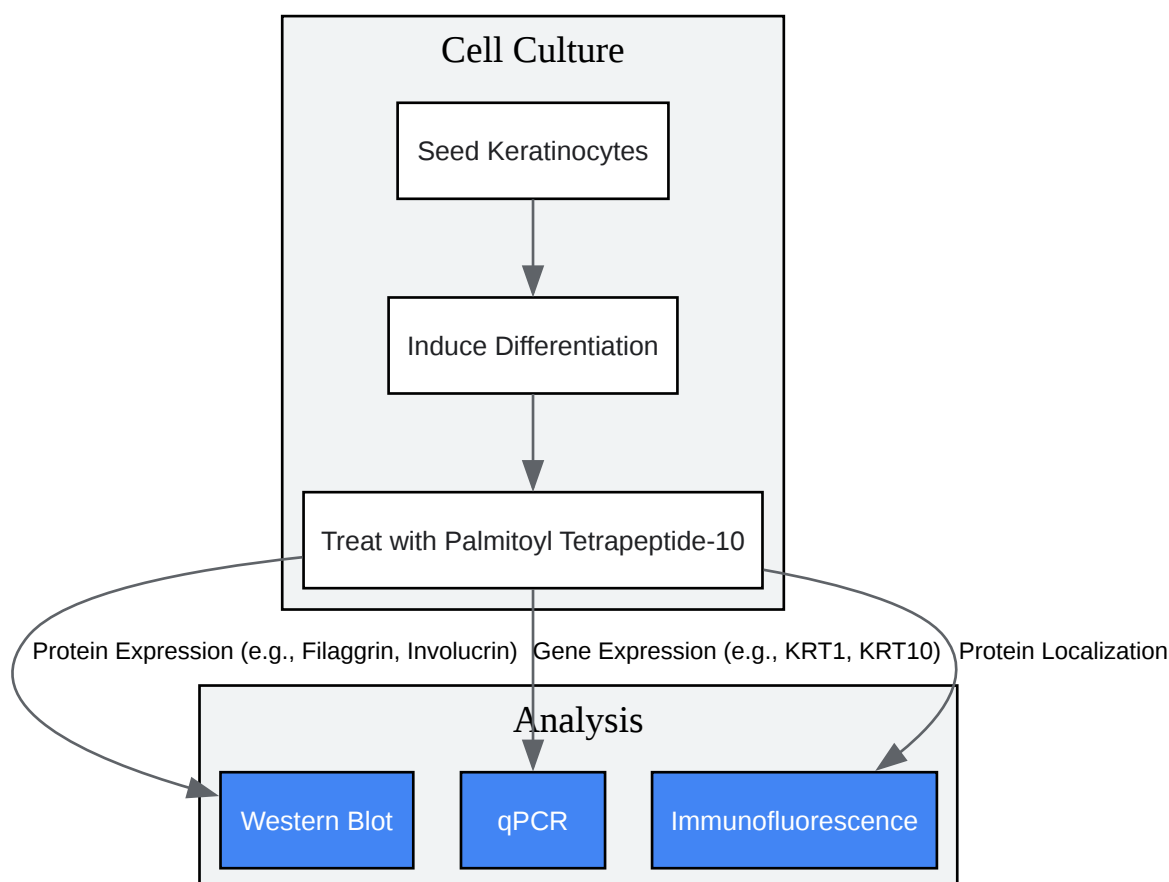 Cell Culture
Seed Keratinocytes
Induce Differentiation
Treat with Palmitoyl Tetrapeptide-10
Protein Expression (e.g., Filaggrin, Involucrin)
Gene Expression (e.g., KRT1, KRT10)
Protein Localization
Analysis
Western Blot
qPCR
Immunofluorescence